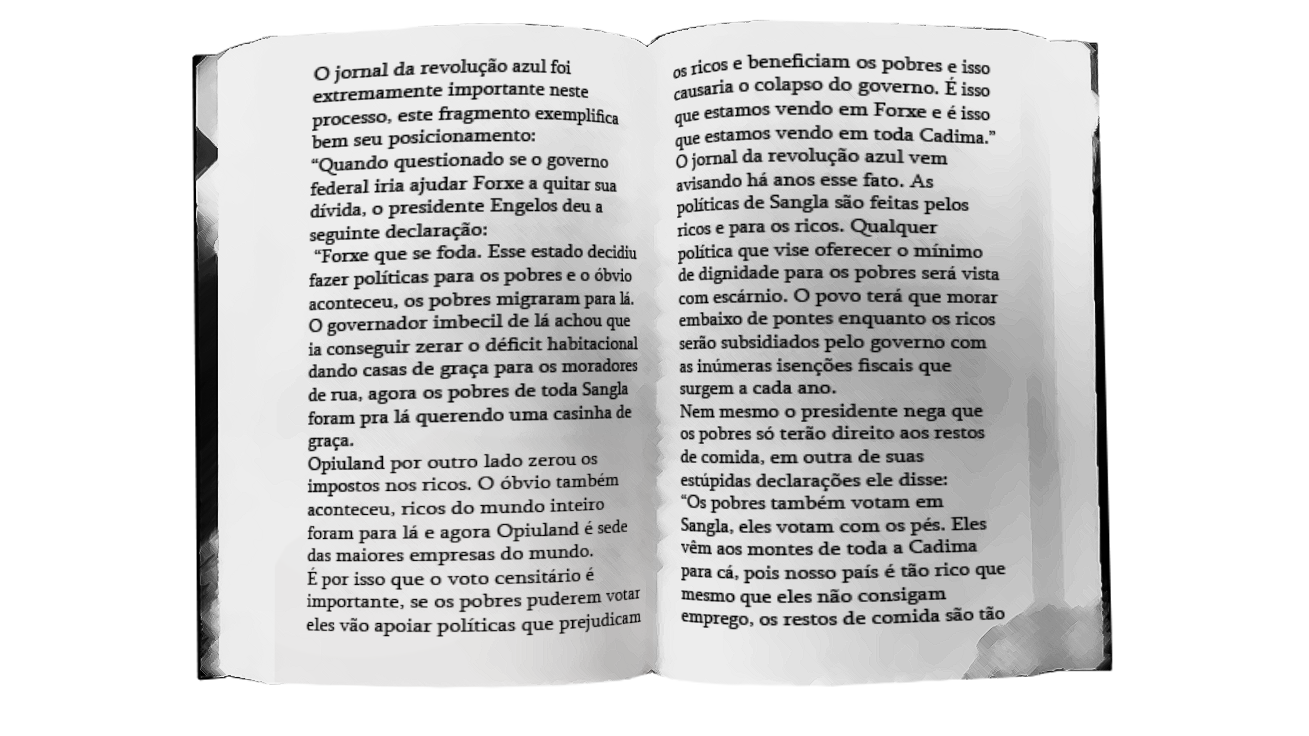 O jornal da revolução azul foi
extremamente importante neste
processo, este fragmento exemplifica
bem seu posicionamento:
“Quando questionado se o governo
federal iria ajudar Forxe a quitar sua
dívida, o presidente Engelos deu a
seguinte declaração:
“Forxe que se foda. Esse estado decidiu
fazer políticas para os pobres e o óbvio
aconteceu, os pobres migraram para lá.
O governador imbecil de lá achou que
ia conseguir zerar o déficit habitacional
dando casas de graça para os moradores
de rua, agora os pobres de toda Sangla
foram pra lá querendo uma casinha de
graça.
Opiuland por outro lado zerou os
impostos nos ricos. O óbvio também
aconteceu, ricos do mundo inteiro
foram para lá e agora Opiuland é sede
das maiores empresas do mundo.
É por isso que o voto censitário é
importante, se os pobres puderem votar
eles vão apoiar políticas que prejudicam
os ricos e beneficiam os pobres e isso
causaria o colapso do governo. É isso
que estamos vendo em Forxe e é isso
que estamos vendo em toda Cadima.”
O jornal da revolução azul vem
avisando há anos esse fato. As
políticas de Sangla são feitas pelos
ricos e para os ricos. Qualquer
política que vise oferecer o mínimo
de dignidade para os pobres será vista
com escárnio. O povo terá que morar
embaixo de pontes enquanto os ricos
serão subsidiados pelo governo com
as inúmeras isenções fiscais que
surgem a cada ano.
Nem mesmo o presidente nega que
os pobres só terão direito aos restos
de comida, em outra de suas
estúpidas declarações ele disse:
“Os pobres também votam em
Sangla, eles votam com os pés. Eles
vêm aos montes de toda a Cadima
para cá, pois nosso país é tão rico que
mesmo que eles não consigam
emprego, os restos de comida são tão